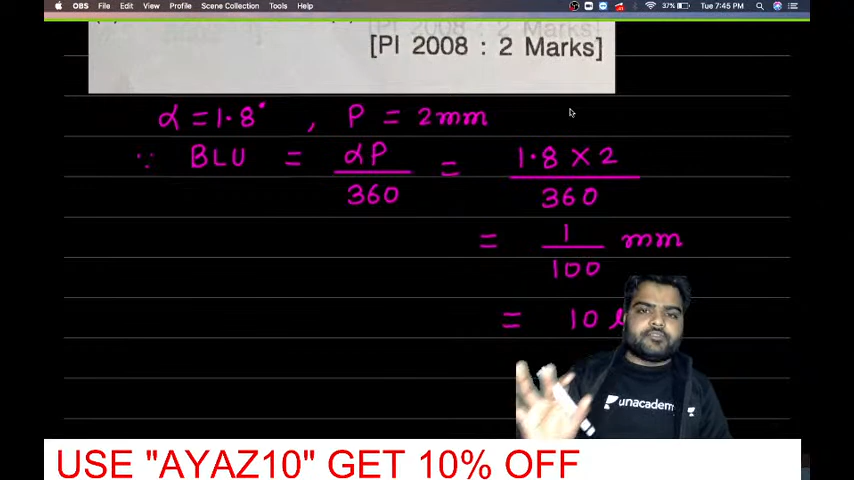 OBS File Edit View Profile Scene Collection Tools Help 37% Tue 7:45 PM
[PI 2008 : 2 Marks]
α = 1.8° , P = 2mm
∵ BLU = αP/360 = 1.8 × 2/360
= 1/100 mm
= 10
unacademy
USE "AYAZ10" GET 10% OFF